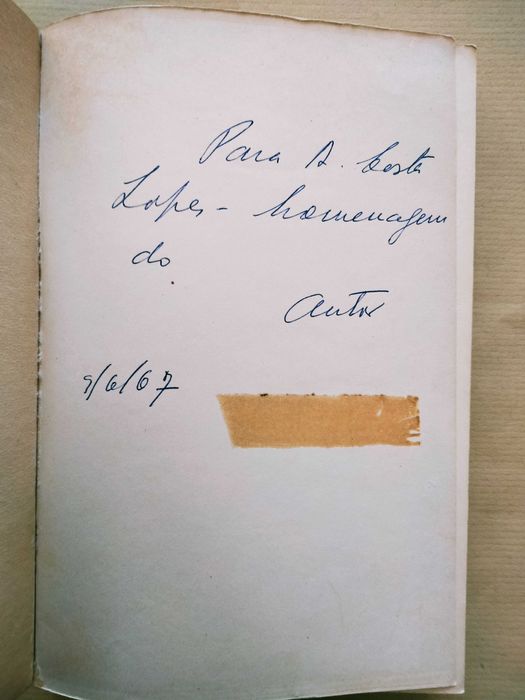 Para A. Costa
Lopes - homenagem
do
Autor
9/6/67